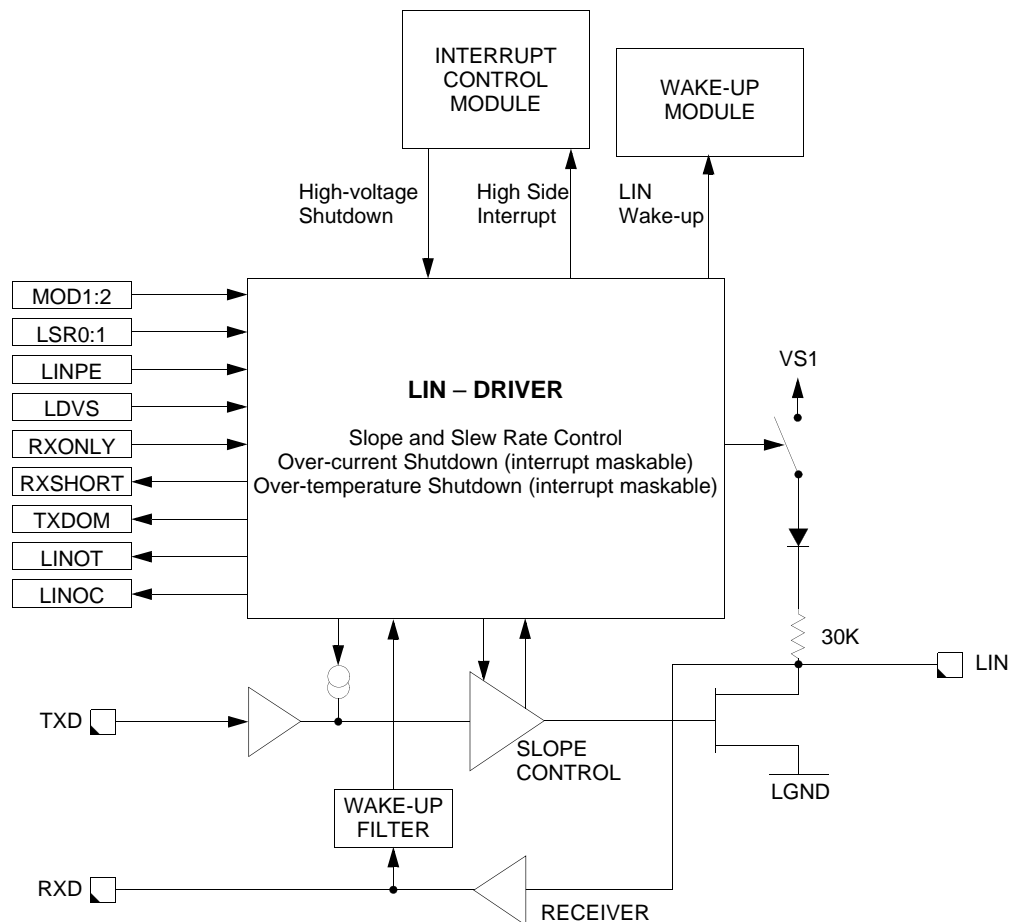 INTERRUPT
CONTROL
MODULE
WAKE-UP
MODULE
High-voltage
Shutdown
High Side
Interrupt
LIN
Wake-up
MOD1:2
LSR0:1
LINPE
LDVS
RXONLY
RXSHORT
TXDOM
LINOT
LINOC
LIN – DRIVER
Slope and Slew Rate Control
Over-current Shutdown (interrupt maskable)
Over-temperature Shutdown (interrupt maskable)
VS1
30K
LIN
TXD
SLOPE
CONTROL
LGND
WAKE-UP
FILTER
RXD
RECEIVER